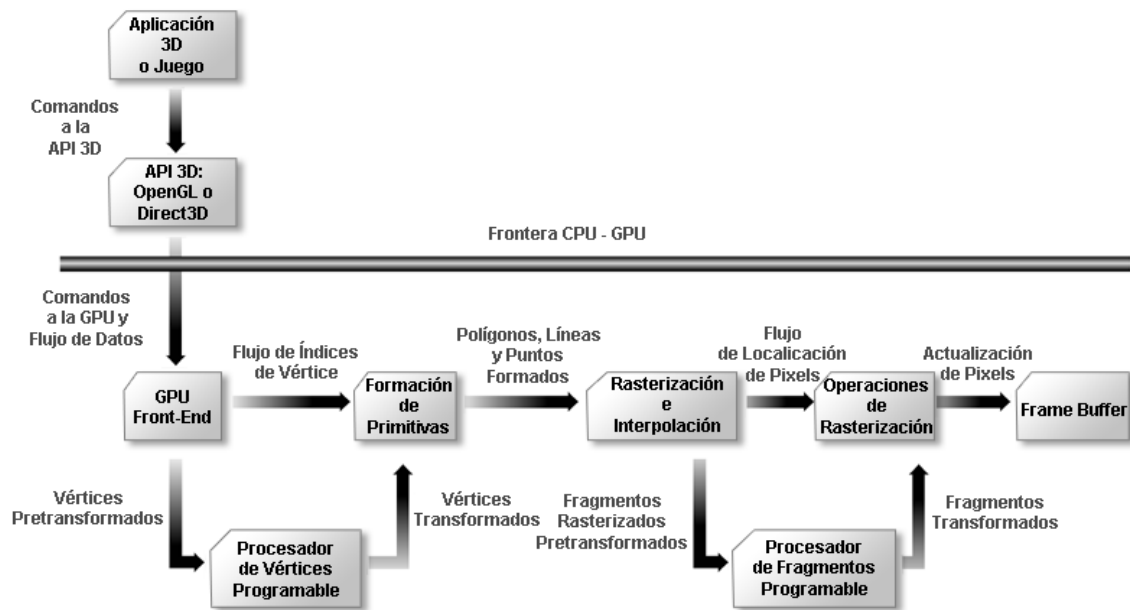 Aplicación
3D
o Juego
Comandos
a la
API 3D
API 3D:
OpenGL o
Direct3D
Frontera CPU - GPU
Comandos
a la GPU y
Flujo de Datos
Flujo de Índices
de Vértice
Polígonos, Líneas
y Puntos
Formados
Flujo
de Localización
de Pixels
Actualización
de Pixels
GPU
Front-End
Formación
de
Primitivas
Rasterización
e
Interpolación
Operaciones
de
Rasterización
Frame Buffer
Vértices
Pretransformados
Vértices
Transformados
Fragmentos
Rasterizados
Pretransformados
Fragmentos
Transformados
Procesador
de Vértices
Programable
Procesador
de Fragmentos
Programable